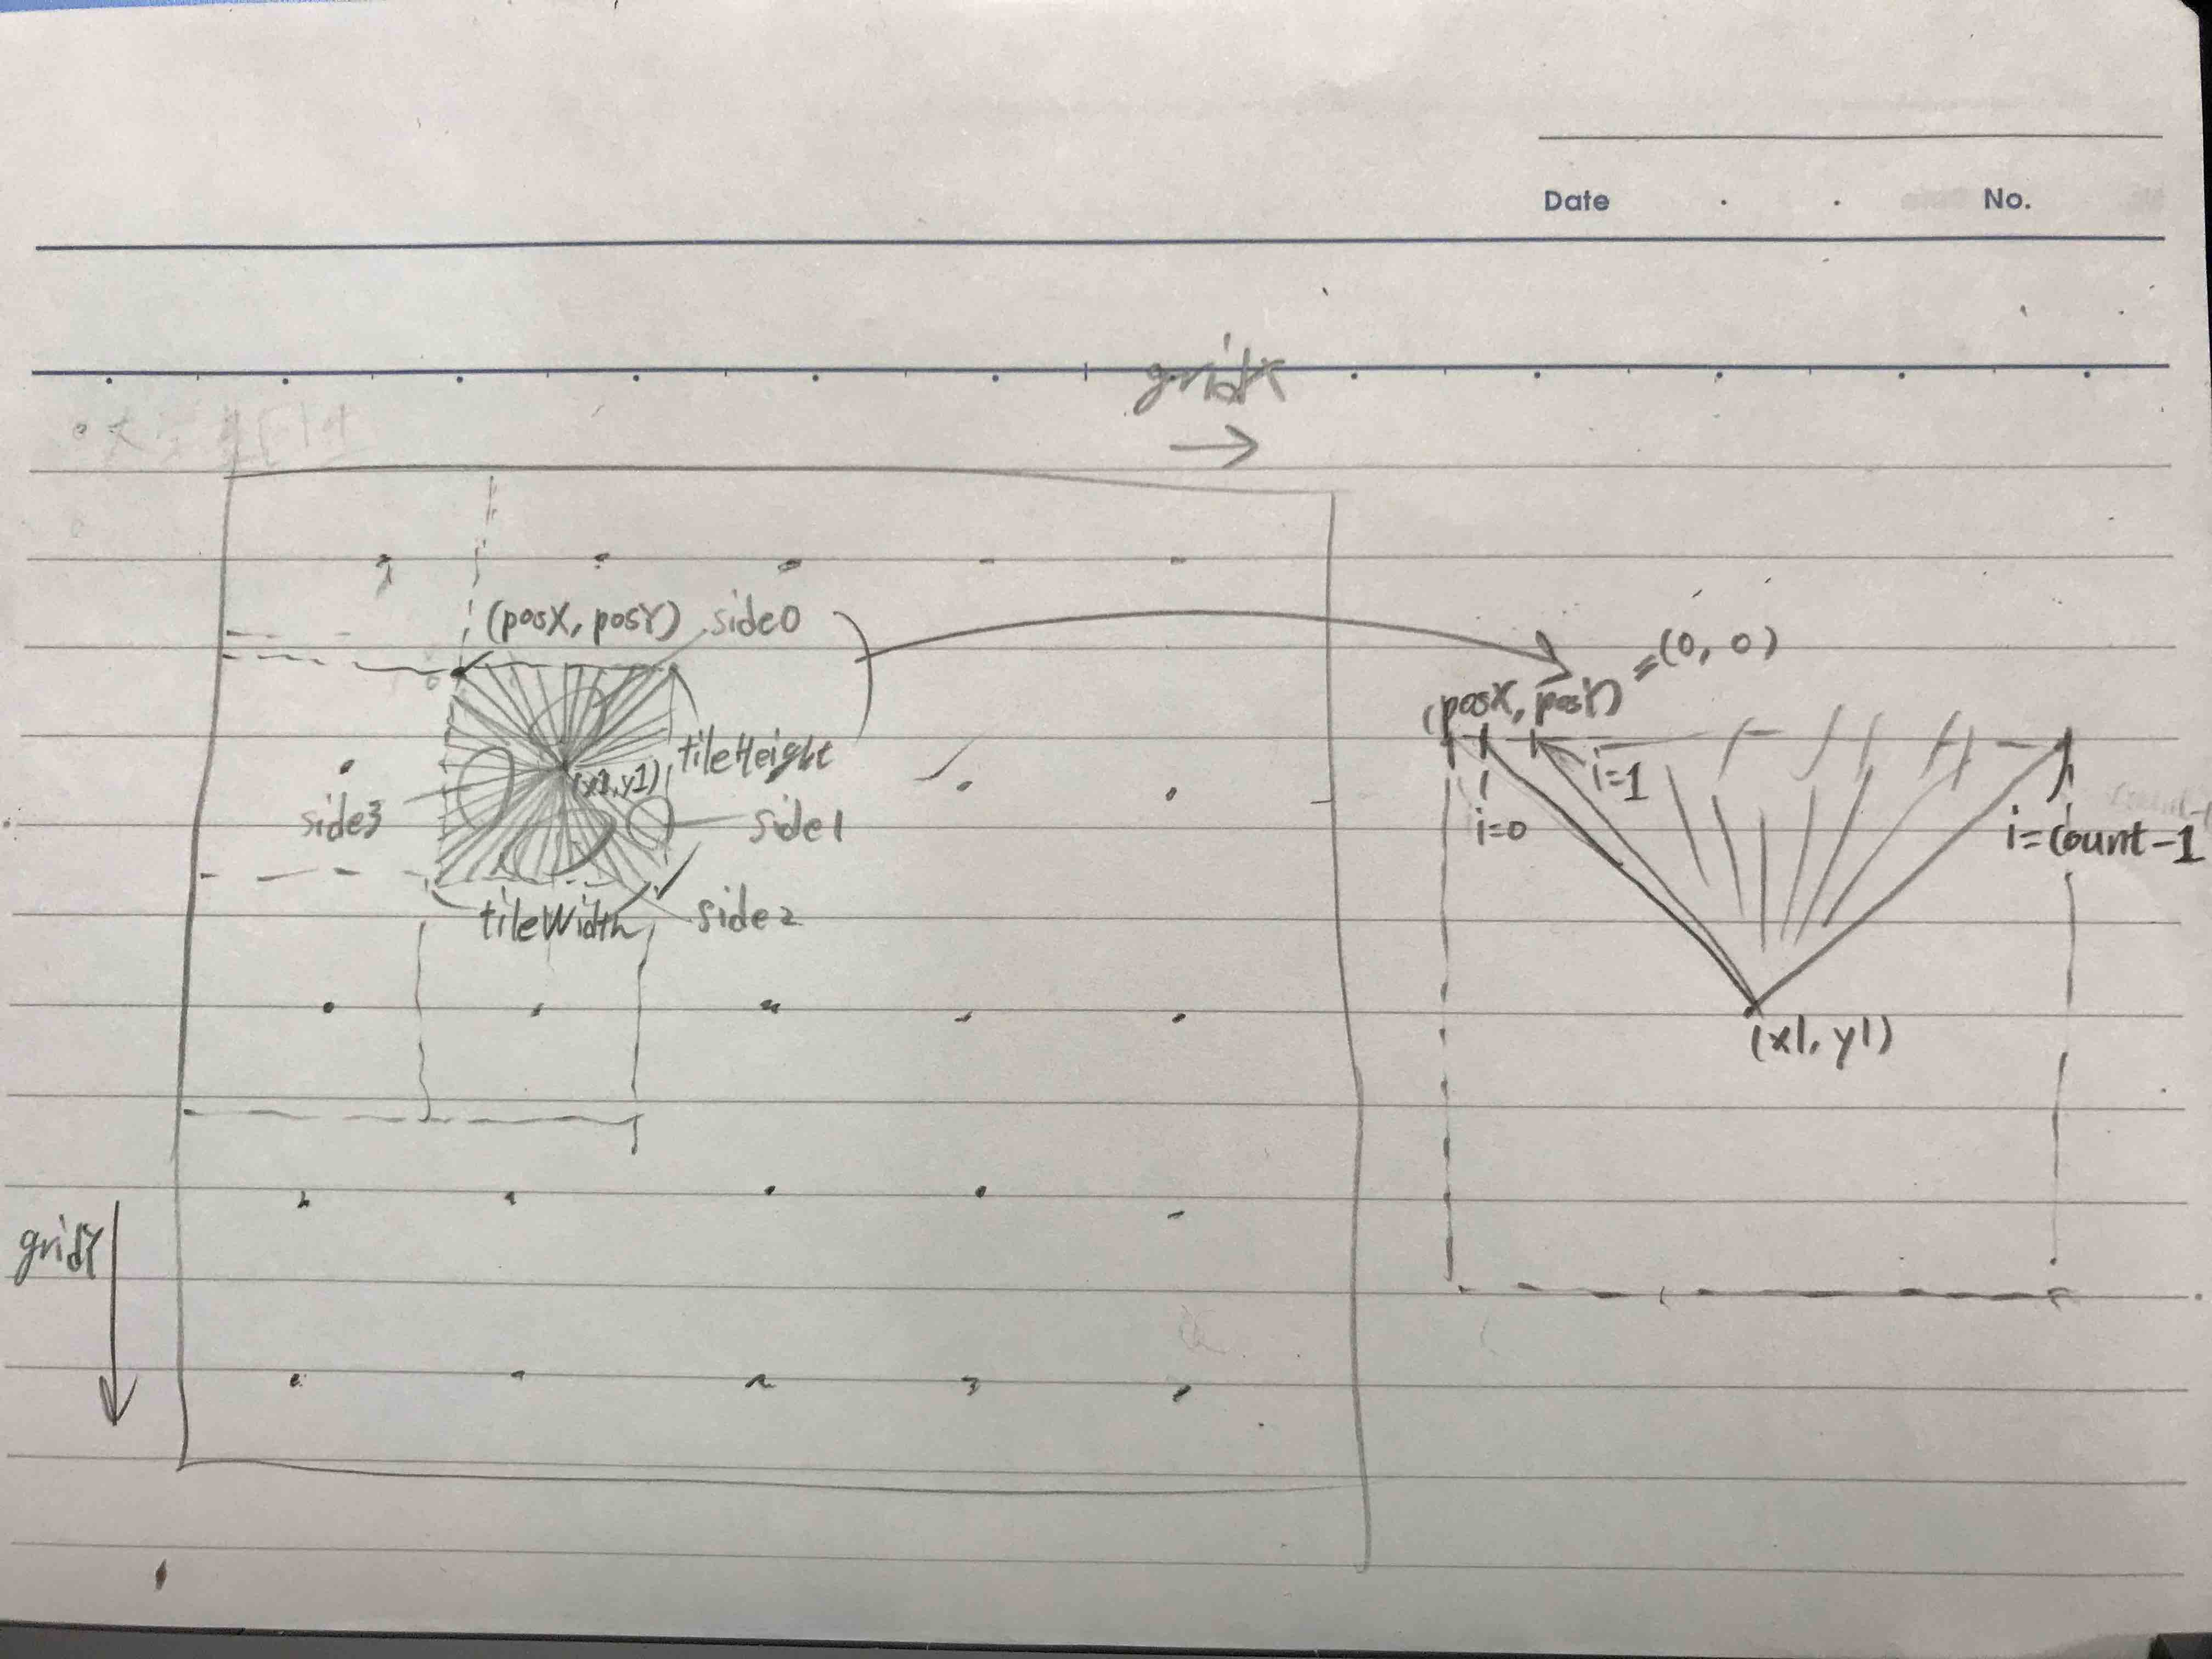 Date . . No.
gridX
(posX, posY) side0
=(0, 0)
(posX, posY)
tileHeight
(x1, y1)
i=1
side3
side1
i=0
i=count-1
tileWidth
side2
(x1, y1)
gridY